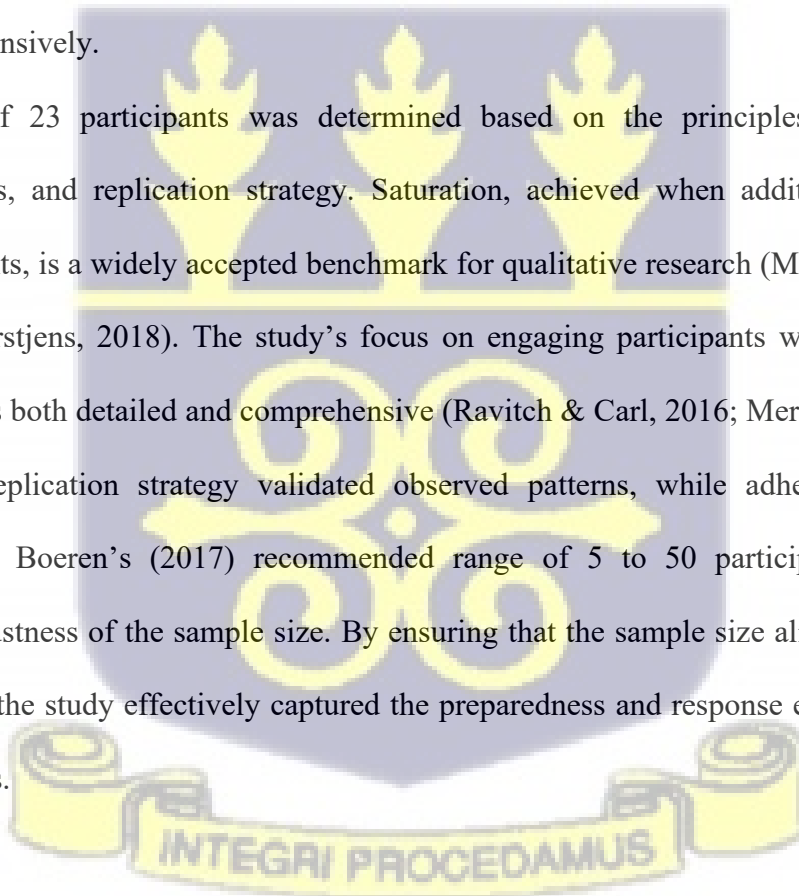 nsively.
f 23 participants was determined based on the principles
s, and replication strategy. Saturation, achieved when addit
ts, is a widely accepted benchmark for qualitative research (M
rstjens, 2018). The study’s focus on engaging participants w
s both detailed and comprehensive (Ravitch & Carl, 2016; Mer
eplication strategy validated observed patterns, while adhe
Boeren’s (2017) recommended range of 5 to 50 particip
ustness of the sample size. By ensuring that the sample size ali
the study effectively captured the preparedness and response e
s.
INTEGRI PROCEDAMUS